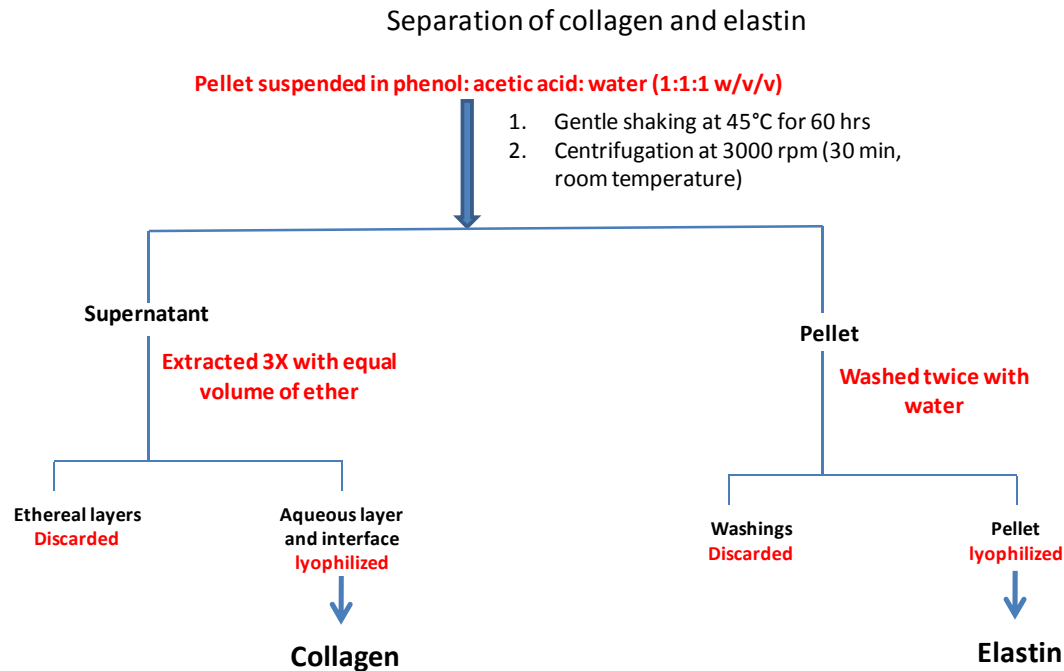 Separation of collagen and elastin
Pellet suspended in phenol: acetic acid: water (1:1:1 w/v/v)
1. Gentle shaking at 45°C for 60 hrs
2. Centrifugation at 3000 rpm (30 min,
room temperature)
Supernatant
Extracted 3X with equal
volume of ether
Pellet
Washed twice with
water
Ethereal layers
Discarded
Aqueous layer
and interface
lyophilized
Washings
Discarded
Pellet
lyophilized
Collagen
Elastin